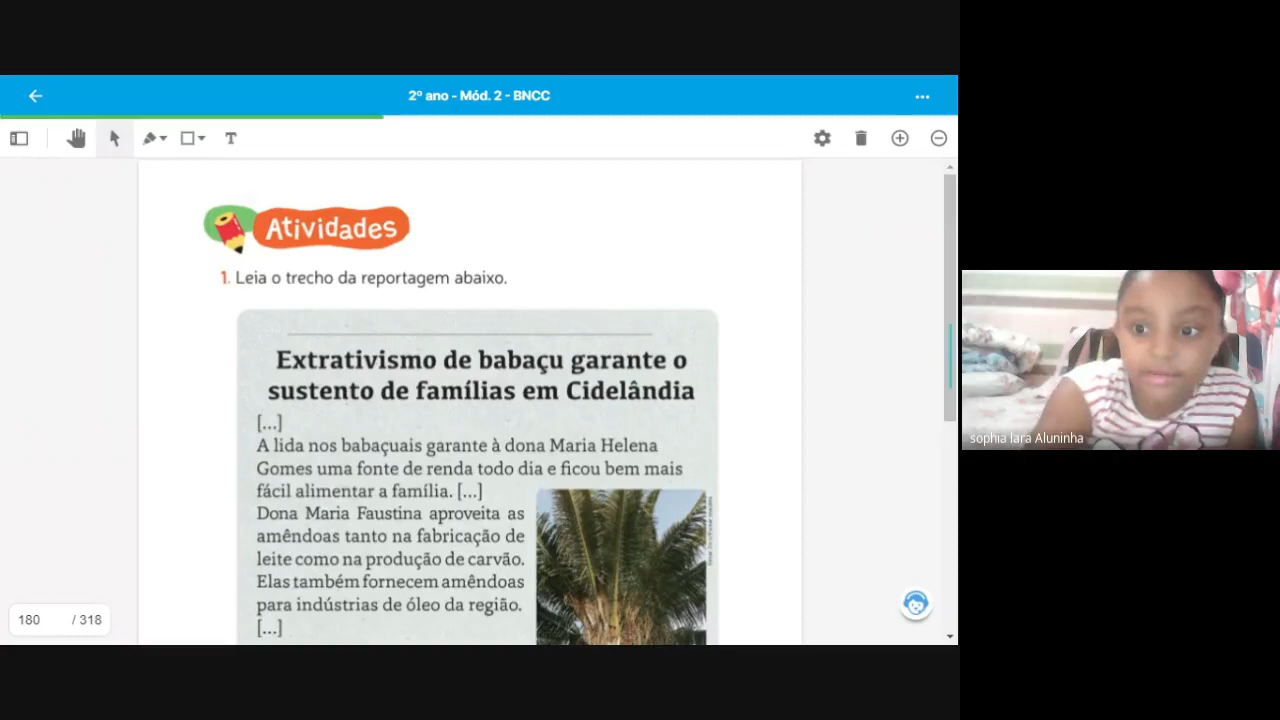 2º ano - Mód. 2 - BNCC
T
Atividades
1. Leia o trecho da reportagem abaixo.
Extrativismo de babaçu garante o
sustento de famílias em Cidelândia
[...]
A lida nos babaçuais garante à dona Maria Helena
Gomes uma fonte de renda todo dia e ficou bem mais
fácil alimentar a família. [...]
Dona Maria Faustina aproveita as
amêndoas tanto na fabricação de
leite como na produção de carvão.
Elas também fornecem amêndoas
para indústrias de óleo da região.
[...]
180 / 318
sophia lara Aluninha